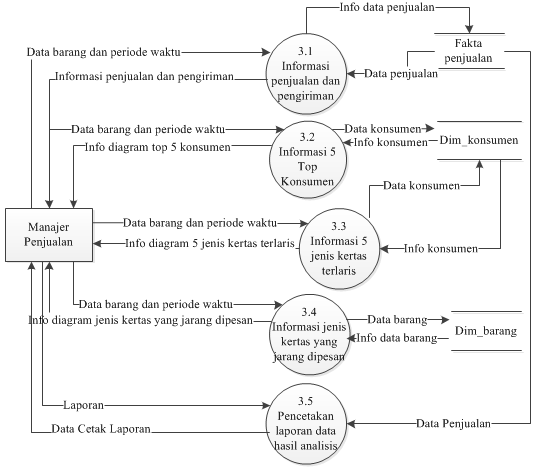 Info data penjualan
Data barang dan periode waktu
3.1
Informasi
penjualan dan
pengiriman
Fakta
penjualan
Informasi penjualan dan pengiriman
Data penjualan
Data barang dan periode waktu
3.2
Informasi 5
Top
Konsumen
Data konsumen
Info diagram top 5 konsumen
Info konsumen
Dim_konsumen
Data konsumen
Manajer
Penjualan
Data barang dan periode waktu
3.3
Informasi 5
jenis kertas
terlaris
Info diagram 5 jenis kertas terlaris
Info konsumen
Data barang dan periode waktu
3.4
Informasi jenis
kertas yang
jarang dipesan
Info diagram jenis kertas yang jarang dipesan
Data barang
Info data barang
Dim_barang
Laporan
3.5
Pencetakan
laporan data
hasil analisis
Data Cetak Laporan
Data Penjualan